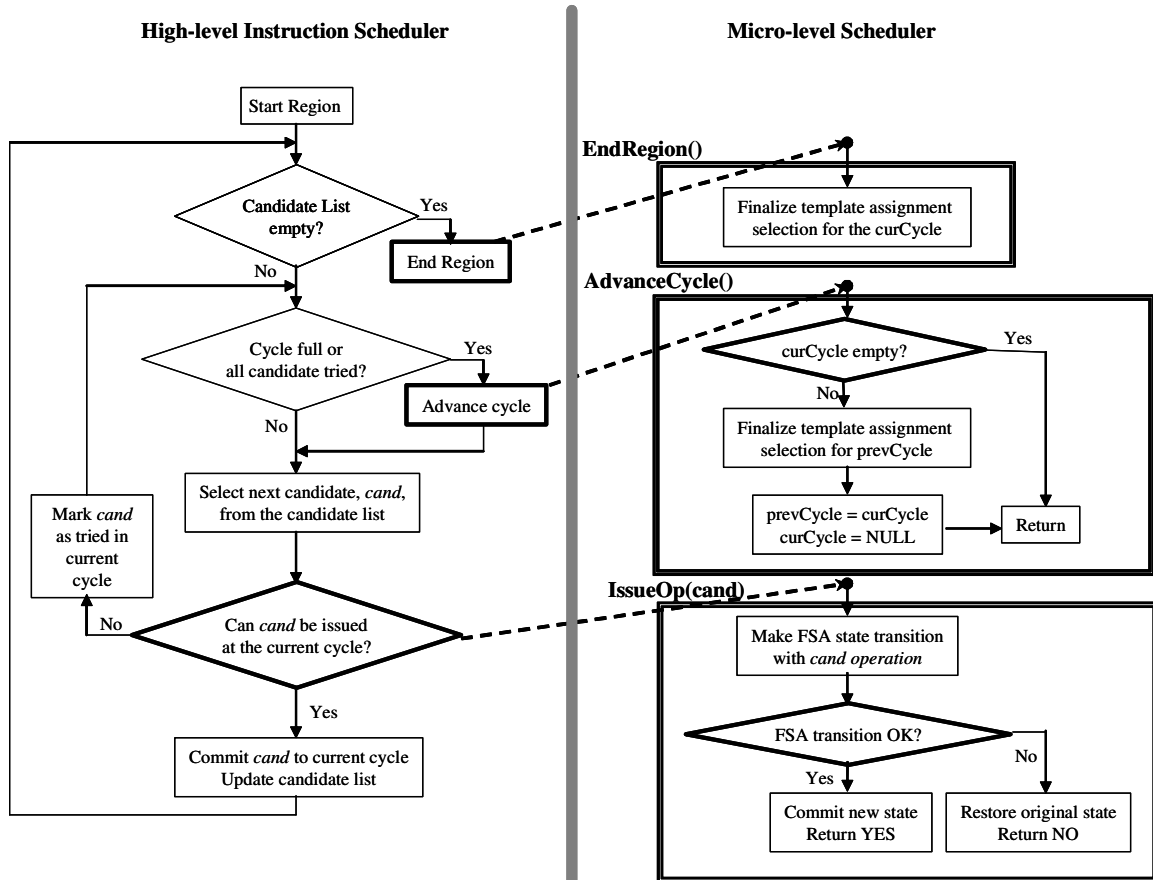 High-level Instruction Scheduler
Start Region
Candidate List
empty?
Yes
End Region
No
Cycle full or
all candidate tried?
Yes
Advance cycle
No
Select next candidate, cand,
from the candidate list
Mark cand
as tried in
current
cycle
No
Can cand be issued
at the current cycle?
Yes
Commit cand to current cycle
Update candidate list
Micro-level Scheduler
EndRegion()
Finalize template assignment
selection for the curCycle
AdvanceCycle()
curCycle empty?
Yes
No
Finalize template assignment
selection for prevCycle
prevCycle = curCycle
curCycle = NULL
Return
IssueOp(cand)
Make FSA state transition
with cand operation
FSA transition OK?
No
Yes
Commit new state
Return YES
Restore original state
Return NO